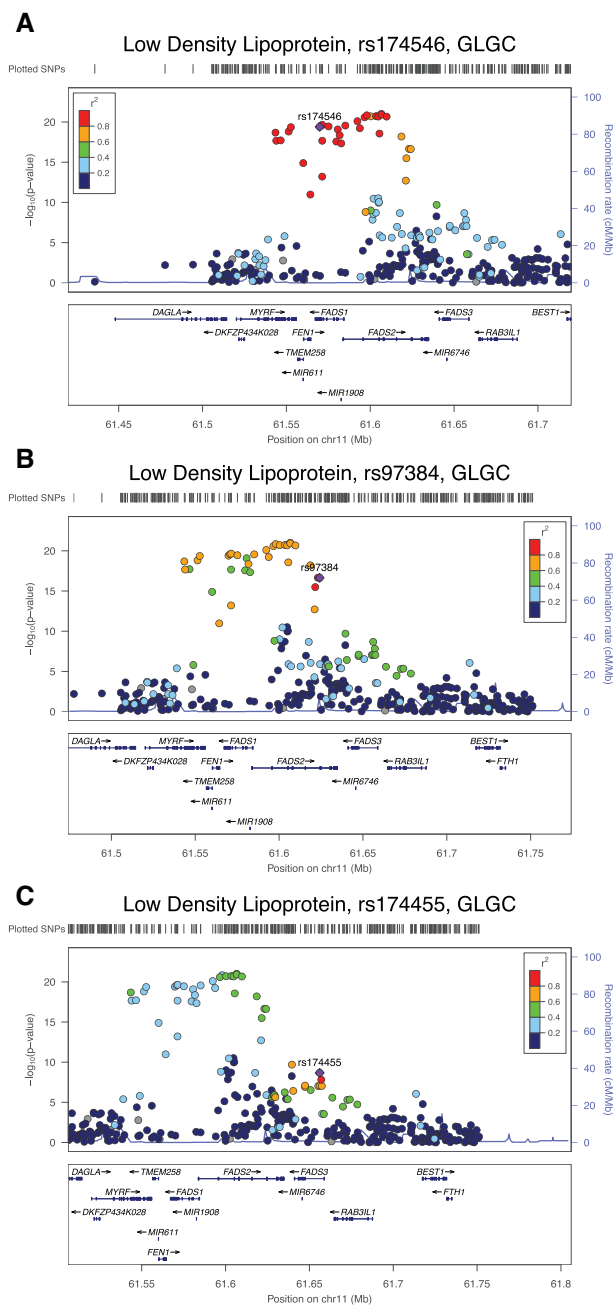 A
Low Density Lipoprotein, rs174546, GLGC
Plotted SNPs
r2
0.8
0.6
0.4
0.2
rs174546
20
15
10
5
0
−log10(p−value)
100
80
60
40
20
0
Recombination rate (cM/Mb)
DAGLA→ MYRF→ ←FADS1 ←FADS3 BEST1→
←DKFZP434K028 FEN1→ FADS2→ ←RAB3IL1
←TMEM258 ←MIR6746
←MIR611
←MIR1908
61.45 61.5 61.55 61.6 61.65 61.7
Position on chr11 (Mb)
B
Low Density Lipoprotein, rs97384, GLGC
Plotted SNPs
r2
0.8
0.6
0.4
0.2
rs97384
20
15
10
5
0
−log10(p−value)
100
80
60
40
20
0
Recombination rate (cM/Mb)
DAGLA→ MYRF→ ←FADS1 ←FADS3 BEST1→
←DKFZP434K028 FEN1→ FADS2→ ←RAB3IL1 FTH1→
←TMEM258 ←MIR6746
←MIR611
←MIR1908
61.5 61.55 61.6 61.65 61.7 61.75
Position on chr11 (Mb)
C
Low Density Lipoprotein, rs174455, GLGC
Plotted SNPs
r2
0.8
0.6
0.4
0.2
rs174455
20
15
10
5
0
−log10(p−value)
100
80
60
40
20
0
Recombination rate (cM/Mb)
DAGLA→ ←TMEM258 FADS2→ ←FADS3 BEST1→
MYRF→ ←FADS1 ←MIR6746 ←FTH1
←DKFZP434K028 ←MIR1908 ←RAB3IL1
←MIR611
FEN1→
61.55 61.6 61.65 61.7 61.75 61.8
Position on chr11 (Mb)